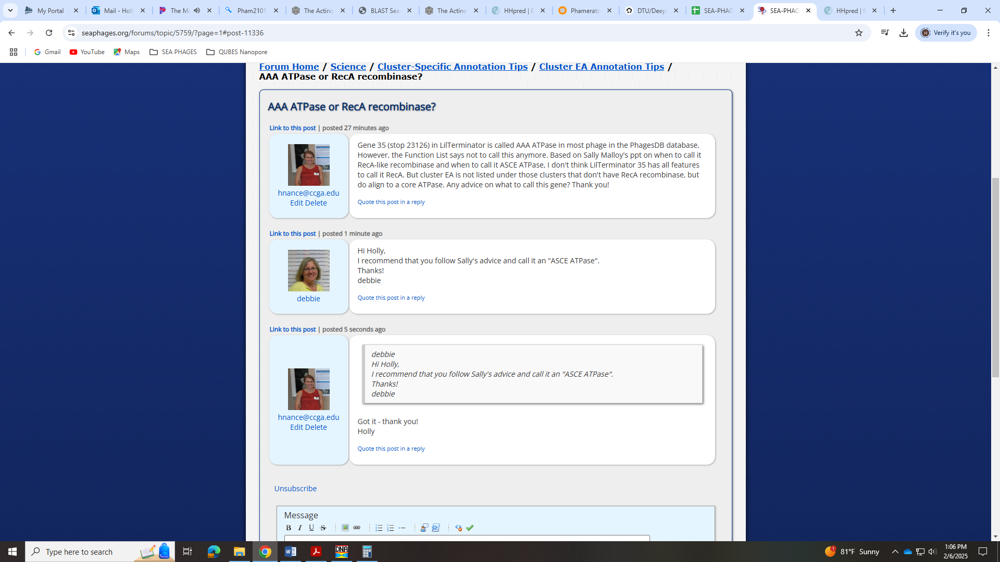 My Portal
Mail - Holl
The Me
Pham2101
The Actino
BLAST Sea
The Actino
HHpred | B
Phamerato
DTU/Deep
SEA-PHAG
SEA-PHAG
HHpred | B
seaphages.org/forums/topic/5759/?page=1#post-11336
Verify it's you
Gmail
YouTube
Maps
SEA PHAGES
QUBES Nanopore
Forum Home / Science / Cluster-Specific Annotation Tips / Cluster EA Annotation Tips /
AAA ATPase or RecA recombinase?
AAA ATPase or RecA recombinase?
Link to this post | posted 27 minutes ago
hnance@ccga.edu
Edit Delete
Gene 35 (stop 23126) in LilTerminator is called AAA ATPase in most phage in the PhagesDB database.
However, the Function List says not to call this anymore. Based on Sally Malloy's ppt on when to call it
RecA-like recombinase and when to call it ASCE ATPase, I don't think LilTerminator 35 has all features
to call it RecA. But cluster EA is not listed under those clusters that don't have RecA recombinase, but
do align to a core ATPase. Any advice on what to call this gene? Thank you!
Quote this post in a reply
Link to this post | posted 1 minute ago
debbie
Hi Holly,
I recommend that you follow Sally's advice and call it an "ASCE ATPase".
Thanks!
debbie
Quote this post in a reply
Link to this post | posted 5 seconds ago
hnance@ccga.edu
Edit Delete
debbie
Hi Holly,
I recommend that you follow Sally's advice and call it an "ASCE ATPase".
Thanks!
debbie
Got it - thank you!
Holly
Quote this post in a reply
Unsubscribe
Message
B I U S
Type here to search
DNA
81°F Sunny
1:06 PM
2/6/2025